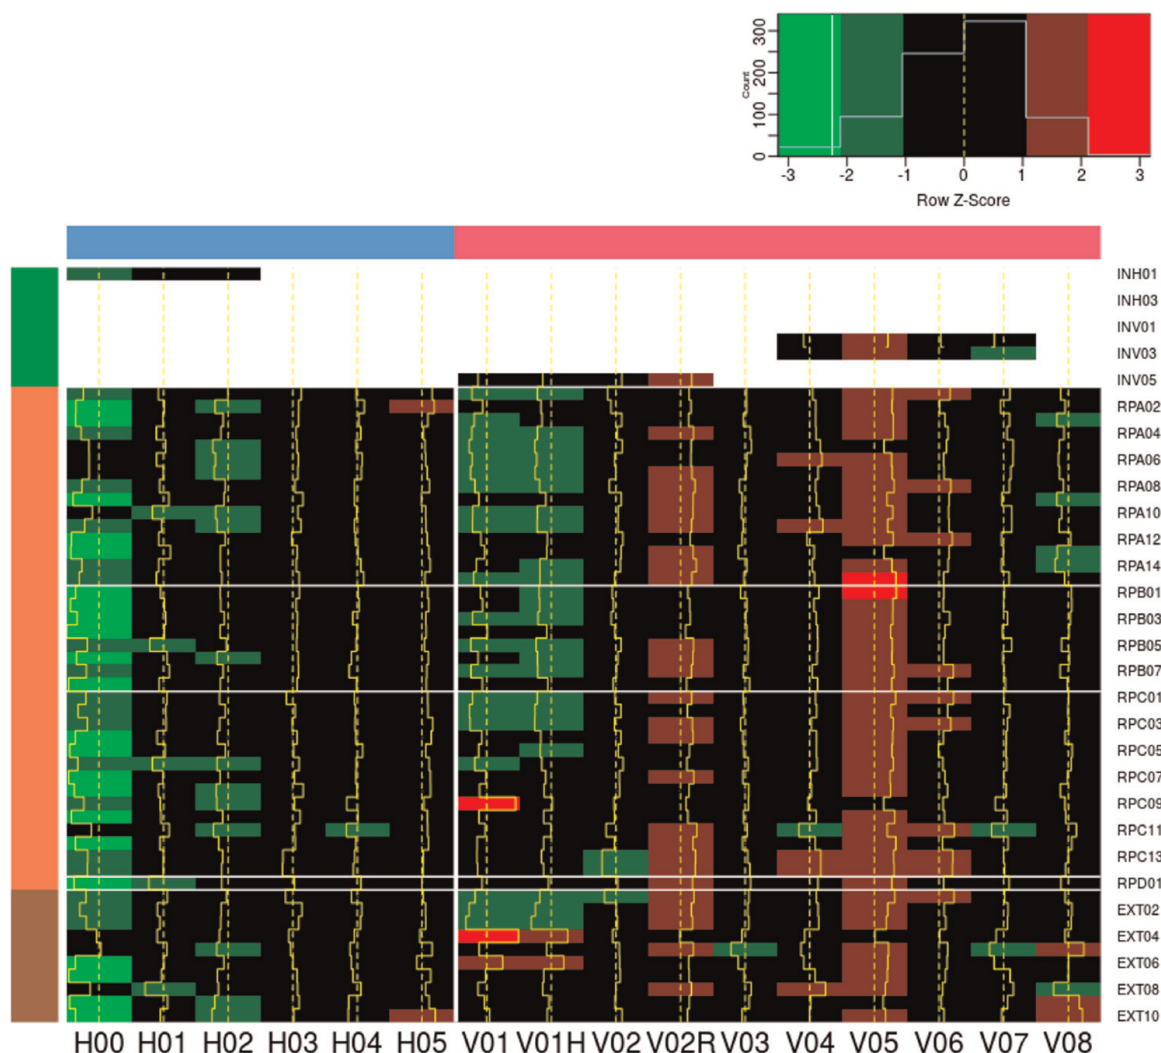 300
200
100
0
Count
-3 -2 -1 0 1 2 3
Row Z-Score
INH01
INH03
INV01
INV03
INV05
RPA02
RPA04
RPA06
RPA08
RPA10
RPA12
RPA14
RPB01
RPB03
RPB05
RPB07
RPC01
RPC03
RPC05
RPC07
RPC09
RPC11
RPC13
RPD01
EXT02
EXT04
EXT06
EXT08
EXT10
H00 H01 H02 H03 H04 H05 V01 V01H V02 V02R V03 V04 V05 V06 V07 V08